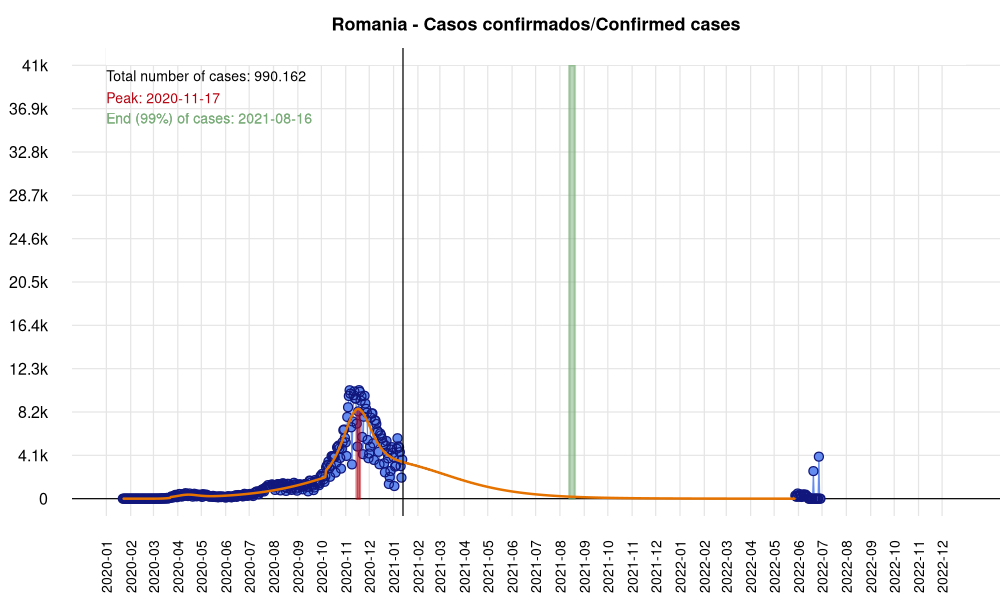 Romania - Casos confirmados/Confirmed cases
Total number of cases: 990.162
Peak: 2020-11-17
End (99%) of cases: 2021-08-16
41k
36.9k
32.8k
28.7k
24.6k
20.5k
16.4k
12.3k
8.2k
4.1k
0
2020-01
2020-02
2020-03
2020-04
2020-05
2020-06
2020-07
2020-08
2020-09
2020-10
2020-11
2020-12
2021-01
2021-02
2021-03
2021-04
2021-05
2021-06
2021-07
2021-08
2021-09
2021-10
2021-11
2021-12
2022-01
2022-02
2022-03
2022-04
2022-05
2022-06
2022-07
2022-08
2022-09
2022-10
2022-11
2022-12